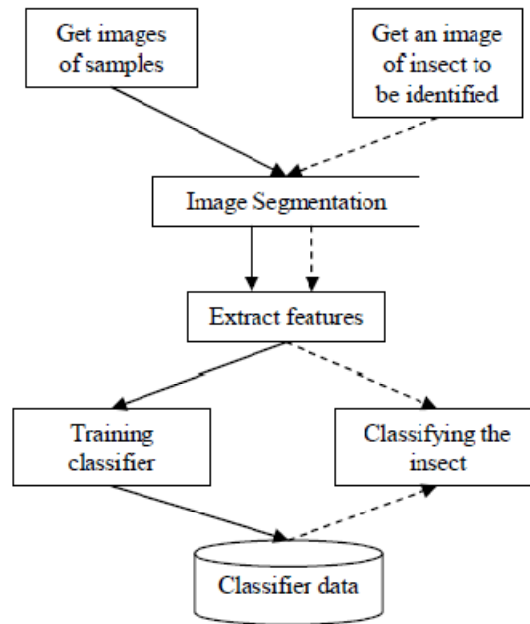 Get images
of samples
Get an image
of insect to
be identified
Image Segmentation
Extract features
Training
classifier
Classifying the
insect
Classifier data